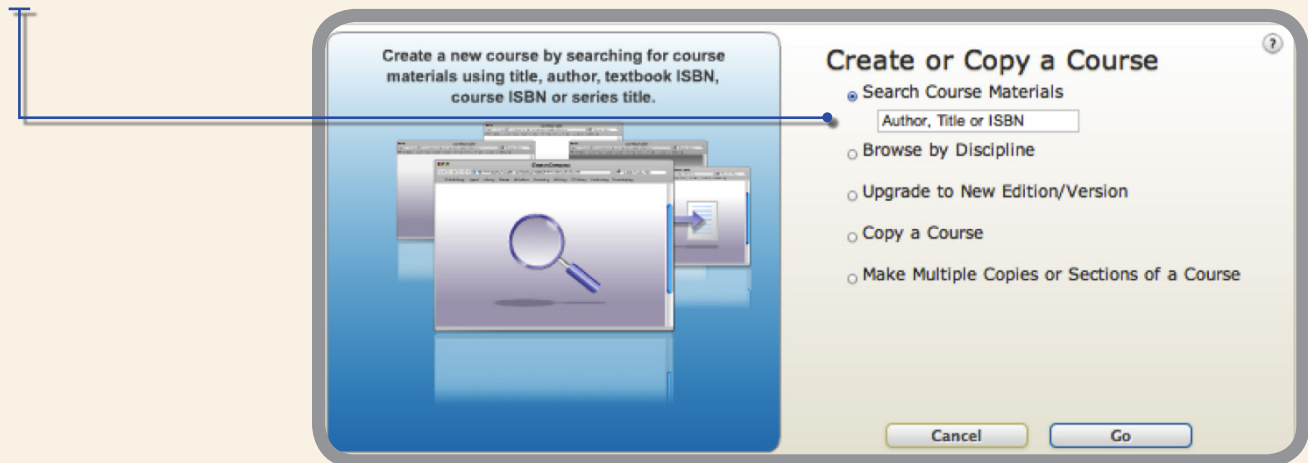 Create a new course by searching for course
materials using title, author, textbook ISBN,
course ISBN or series title.
Create or Copy a Course
?
Search Course Materials
Author, Title or ISBN
Browse by Discipline
Upgrade to New Edition/Version
Copy a Course
Make Multiple Copies or Sections of a Course
Cancel
Go